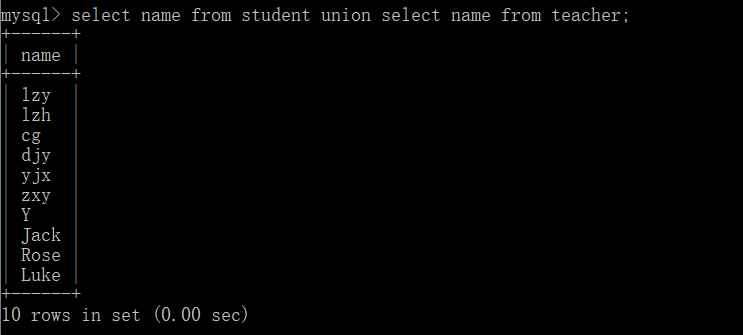 mysql> select name from student union select name from teacher;
+------+
| name |
+------+
| lzy  |
| lzh  |
| cg   |
| djy  |
| yjx  |
| zxy  |
| Y    |
| Jack |
| Rose |
| Luke |
+------+
10 rows in set (0.00 sec)